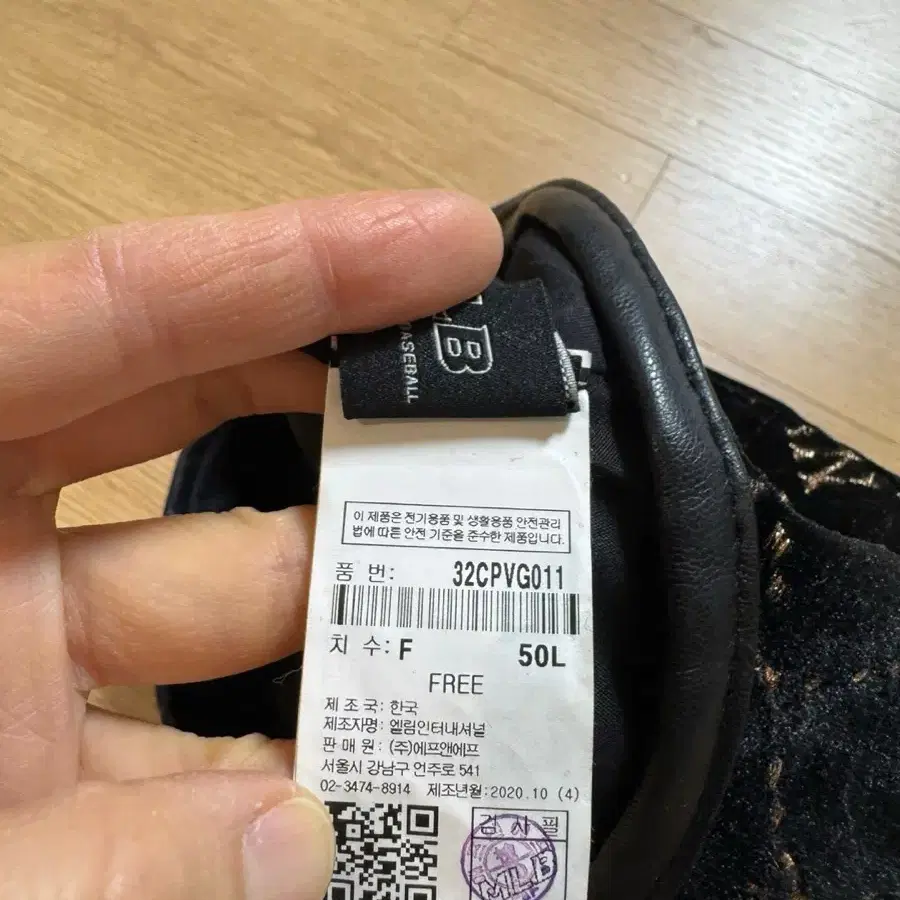 B
BASEBALL
이 제품은 전기용품 및 생활용품 안전관리
법에 따른 안전 기준을 준수한 제품입니다.
품 번: 32CPVG011
치 수: F 50L
FREE
제 조 국: 한국
제조자명: 엘림인터내셔널
판 매 원: (주)에프앤에프
서울시 강남구 언주로 541
02-3474-8914 제조년월: 2020.10 (4)
검 사 필
MLB